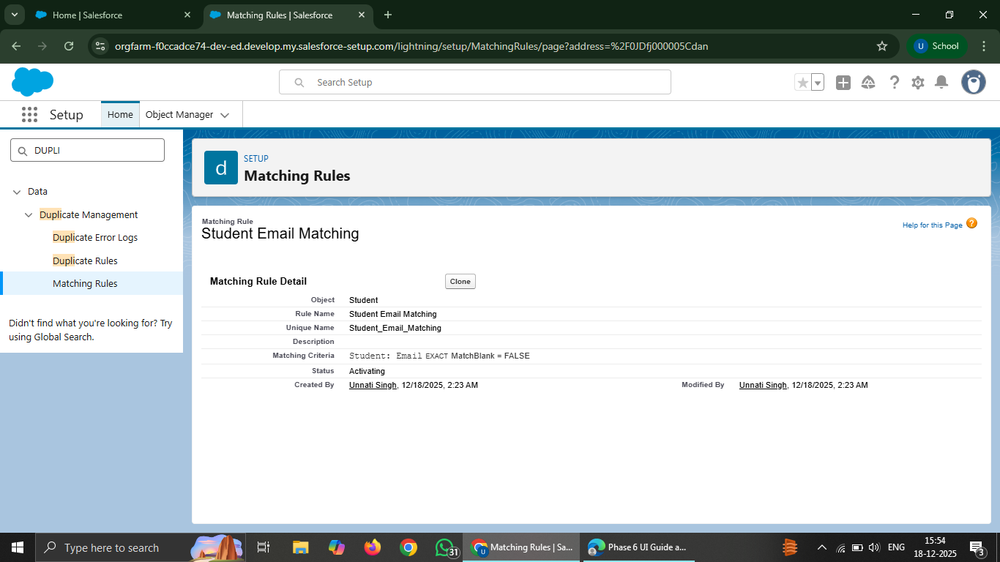 Home | Salesforce
Matching Rules | Salesforce
orgfarm-f0ccadce74-dev-ed.develop.my.salesforce-setup.com/lightning/setup/MatchingRules/page?address=%2F0JDfj000005Cdan
U School
Search Setup
Setup Home Object Manager
DUPLI
Data
Duplicate Management
Duplicate Error Logs
Duplicate Rules
Matching Rules
Didn't find what you're looking for? Try
using Global Search.
d
SETUP
Matching Rules
Matching Rule
Student Email Matching
Help for this Page ?
Matching Rule Detail Clone
Object Student
Rule Name Student Email Matching
Unique Name Student_Email_Matching
Description
Matching Criteria Student: Email EXACT MatchBlank = FALSE
Status Activating
Created By Unnati Singh, 12/18/2025, 2:23 AM Modified By Unnati Singh, 12/18/2025, 2:23 AM
Type here to search
31
U
Matching Rules | Sa...
Phase 6 UI Guide a...
ENG
15:54
18-12-2025
3